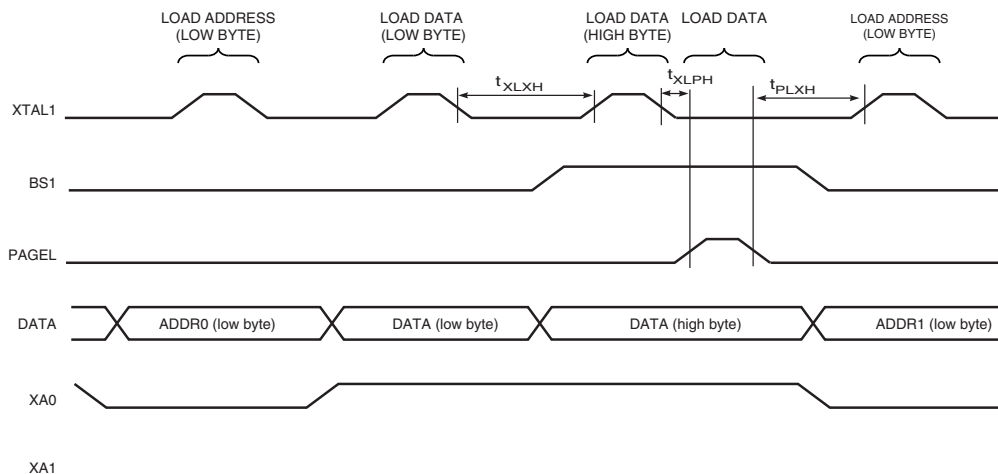 LOAD ADDRESS
(LOW BYTE)
LOAD DATA
(LOW BYTE)
LOAD DATA
(HIGH BYTE)
LOAD DATA
LOAD ADDRESS
(LOW BYTE)
XTAL1
tXLXH
tXLPH
tPLXH
BS1
PAGEL
DATA
ADDR0 (low byte)
DATA (low byte)
DATA (high byte)
ADDR1 (low byte)
XA0
XA1